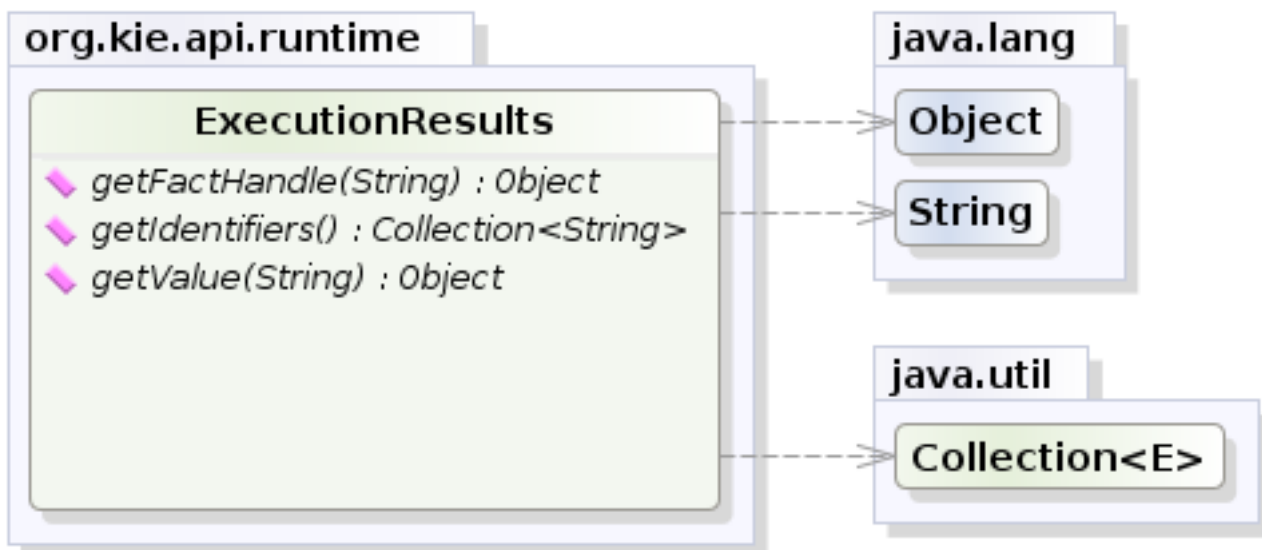 org.kie.api.runtime
ExecutionResults
getFactHandle(String) : Object
getIdentifiers() : Collection<String>
getValue(String) : Object
java.lang
Object
String
java.util
Collection<E>